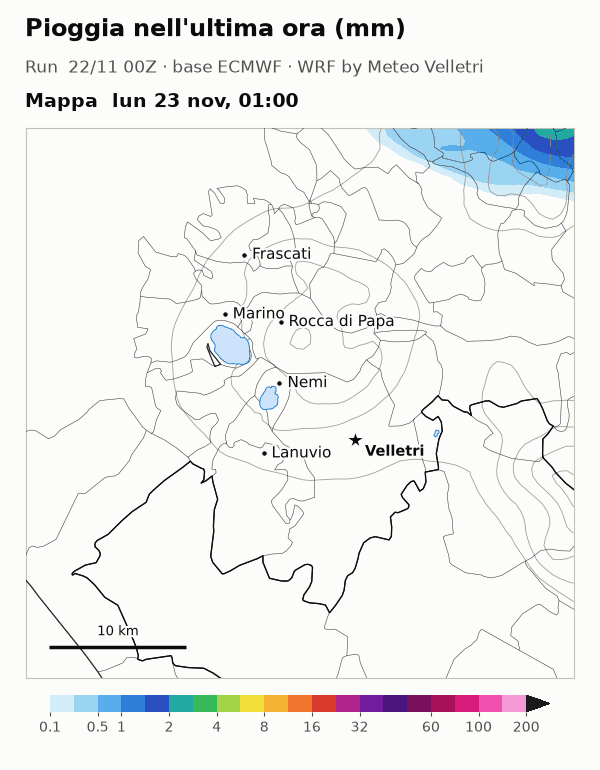 Pioggia nell'ultima ora (mm)
Run  22/11 00Z · base ECMWF · WRF by Meteo Velletri
Mappa  lun 23 nov, 01:00
Frascati
Marino
Rocca di Papa
Nemi
Velletri
Lanuvio
10 km
0.1 0.5 1 2 4 8 16 32 60 100 200